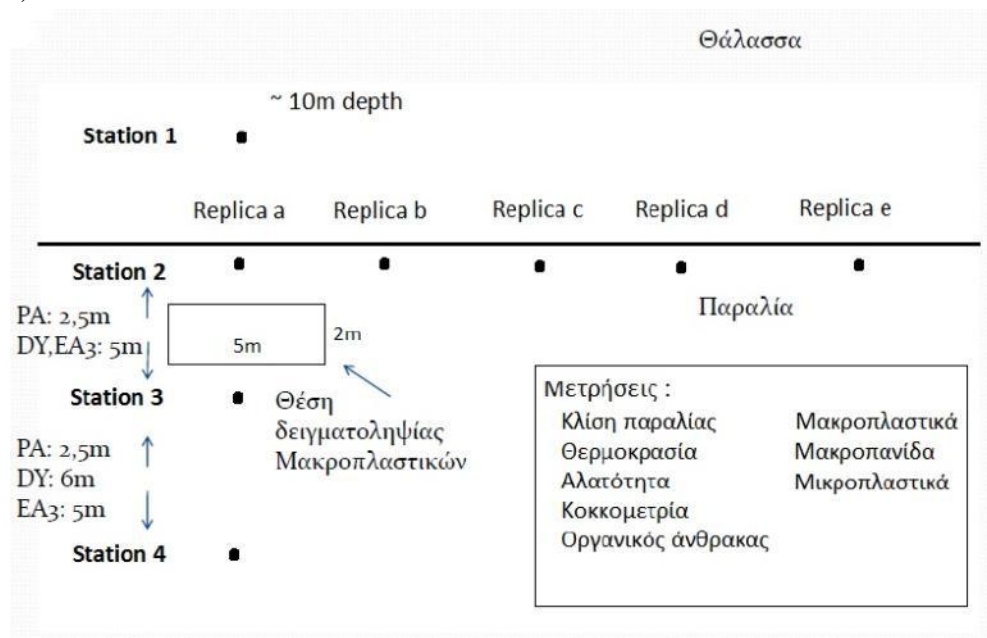 Θάλασσα
~ 10m depth
Station 1
Replica a Replica b Replica c Replica d Replica e
Station 2
Παραλία
PA: 2,5m
DY,EA3: 5m
5m
2m
Station 3
Θέση
δειγματοληψίας
Μακροπλαστικών
PA: 2,5m
DY: 6m
EA3: 5m
Station 4
Μετρήσεις :
Κλίση παραλίας
Θερμοκρασία
Αλατότητα
Κοκκομετρία
Οργανικός άνθρακας
Μακροπλαστικά
Μακροπανίδα
Μικροπλαστικά